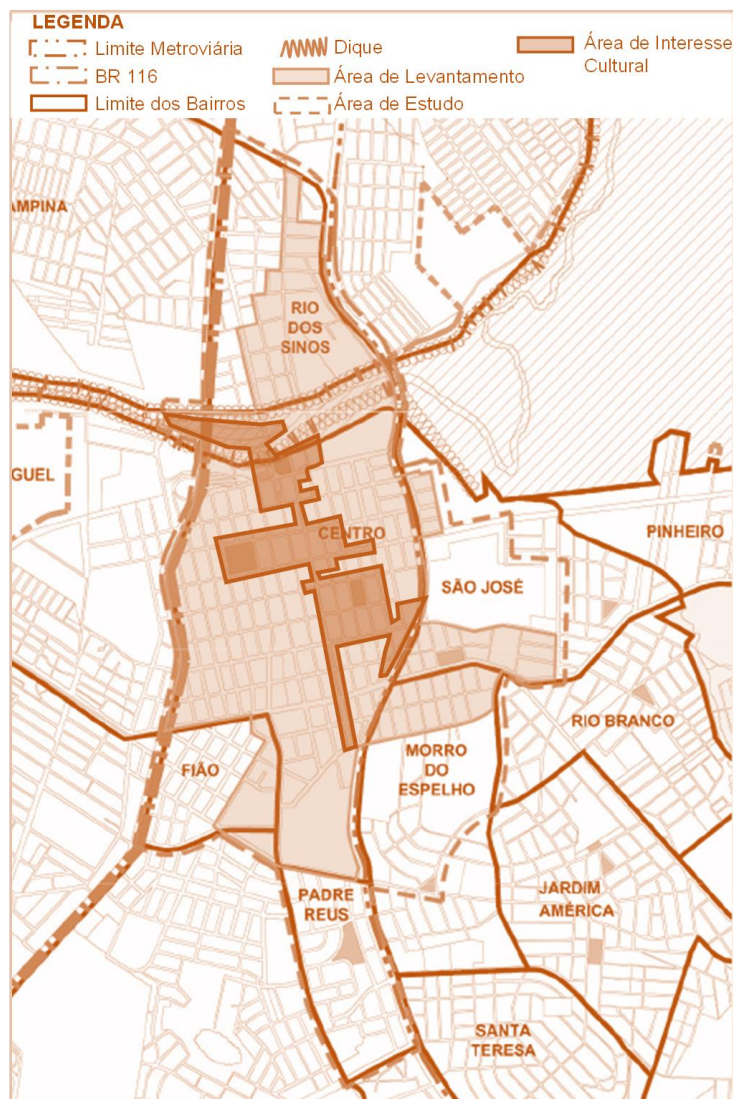 LEGENDA
Limite Metroviária
Dique
Área de Interesse
Cultural
BR 116
Área de Levantamento
Limite dos Bairros
Área de Estudo
AMPINA
RIO
DOS
SINOS
GUEL
CENTRO
PINHEIRO
SÃO JOSÉ
RIO BRANCO
MORRO
DO
ESPELHO
FIÃO
PADRE
REUS
JARDIM
AMÉRICA
SANTA
TERESA